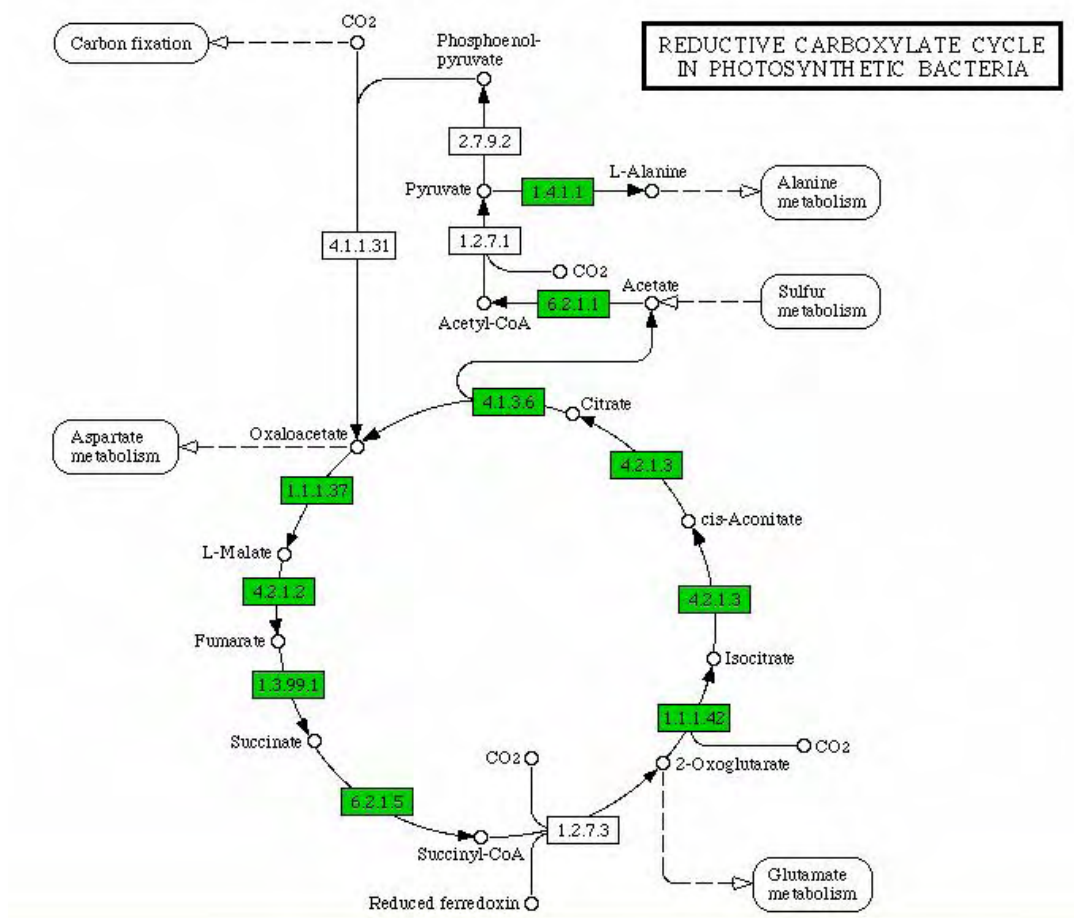 CO2
Carbon fixation
Phosphoenol-
pyruvate
REDUCTIVE CARBOXYLATE CYCLE
IN PHOTOSYNTHETIC BACTERIA
2.7.9.2
L-Alanine
Pyruvate
1.4.1.1
Alanine
metabolism
4.1.1.31
1.2.7.1
CO2
Acetate
Sulfur
metabolism
6.2.1.1
Acetyl-CoA
4.1.3.6
Citrate
Aspartate
metabolism
Oxaloacetate
4.2.1.3
1.1.1.37
cis-Aconitate
L-Malate
4.2.1.2
4.2.1.3
Fumarate
Isocitrate
1.3.99.1
1.1.1.42
Succinate
CO2
CO2
2-Oxoglutarate
6.2.1.5
1.2.7.3
Succinyl-CoA
Glutamate
metabolism
Reduced ferredoxin